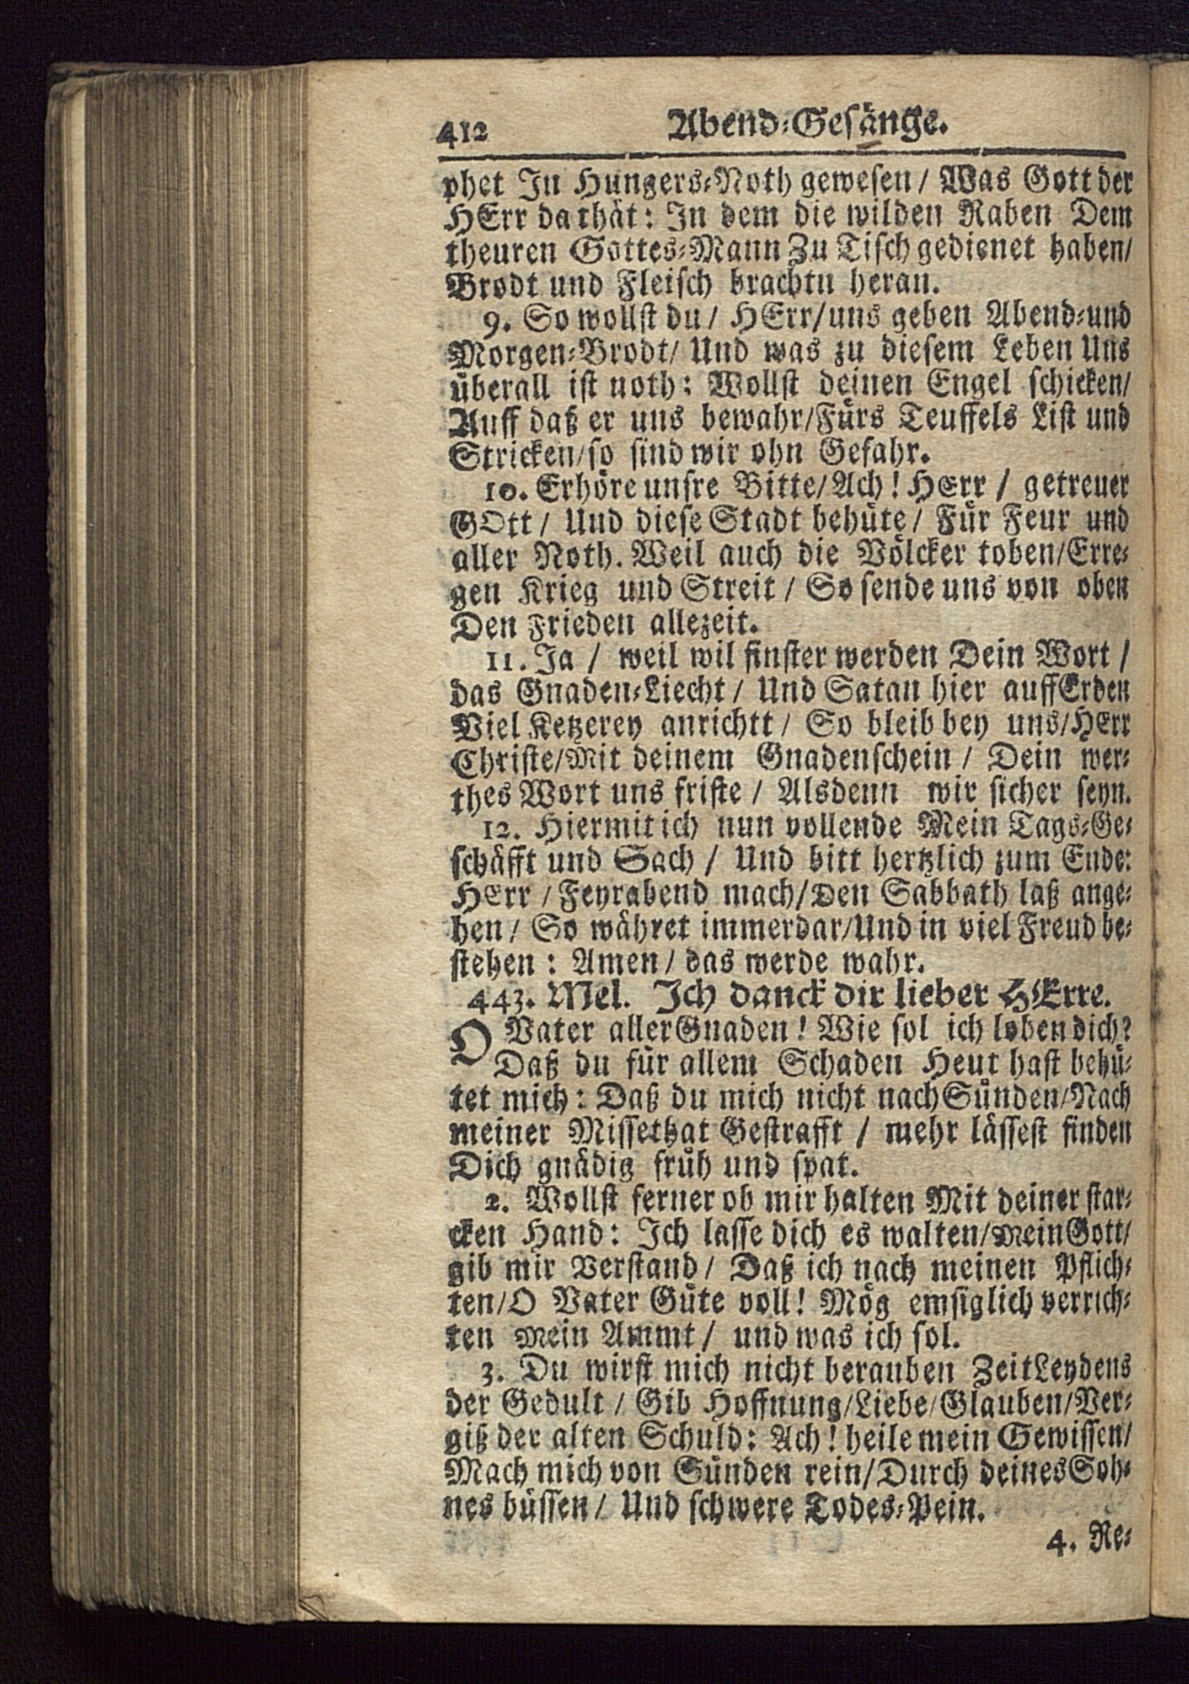 412 Abend-Gesänge.
phet In Hungers-Noth gewesen / Was Gott der
HErr da thät: In dem die wilden Raben Dem
theuren Gottes-Mann Zu Tisch gedienet haben/
Brodt und Fleisch brachtn heran.
9. So wollst du / HErr/uns geben Abend-und
Morgen-Brodt/ Und was zu diesem Leben Uns
überall ist noth: Wollst deinen Engel schicken/
Auff daß er uns bewahr/Fürs Teuffels List und
Stricken/so sind wir ohn Gefahr.
10. Erhöre unsre Bitte/Ach! HErr / getreuer
GOtt / Und diese Stadt behüte / Für Feur und
aller Noth. Weil auch die Völcker toben/Erre-
gen Krieg und Streit / So sende uns von oben
Den Frieden allezeit.
11. Ja / weil wil finster werden Dein Wort /
das Gnaden-Liecht / Und Satan hier auff Erden
Viel Ketzerey anrichtt / So bleib bey uns/HErr
Christe/Mit deinem Gnadenschein / Dein wer-
thes Wort uns friste / Alsdenn wir sicher seyn.
12. Hiermit ich nun vollende Mein Tags-Ge-
schäfft und Sach / Und bitt hertzlich zum Ende:
HErr / Feyrabend mach/Den Sabbath laß ange-
hen / So währet immerdar/Und in viel Freud be-
stehen : Amen / das werde wahr.
443. Mel. Ich danck dir lieber HErre.
O Vater aller Gnaden! Wie sol ich loben dich?
Daß du für allem Schaden Heut hast behü-
tet mich: Daß du mich nicht nach Sünden/Nach
meiner Missethat Gestrafft / mehr lässest finden
Dich gnädig früh und spat.
2. Wollst ferner ob mir halten Mit deiner star-
cken Hand: Ich lasse dich es walten/Mein Gott/
gib mir Verstand / Daß ich nach meinen Pflich-
ten/O Vater Güte voll! Mög emsiglich verrich-
ten Mein Ammt / und was ich sol.
3. Du wirst mich nicht berauben Zeit Leydens
der Gedult / Gib Hoffnung/Liebe/Glauben/Ver-
giß der alten Schuld: Ach! heile mein Gewissen/
Mach mich von Sünden rein/Durch deines Soh-
nes büssen / Und schwere Todes-Pein.
4. Re-